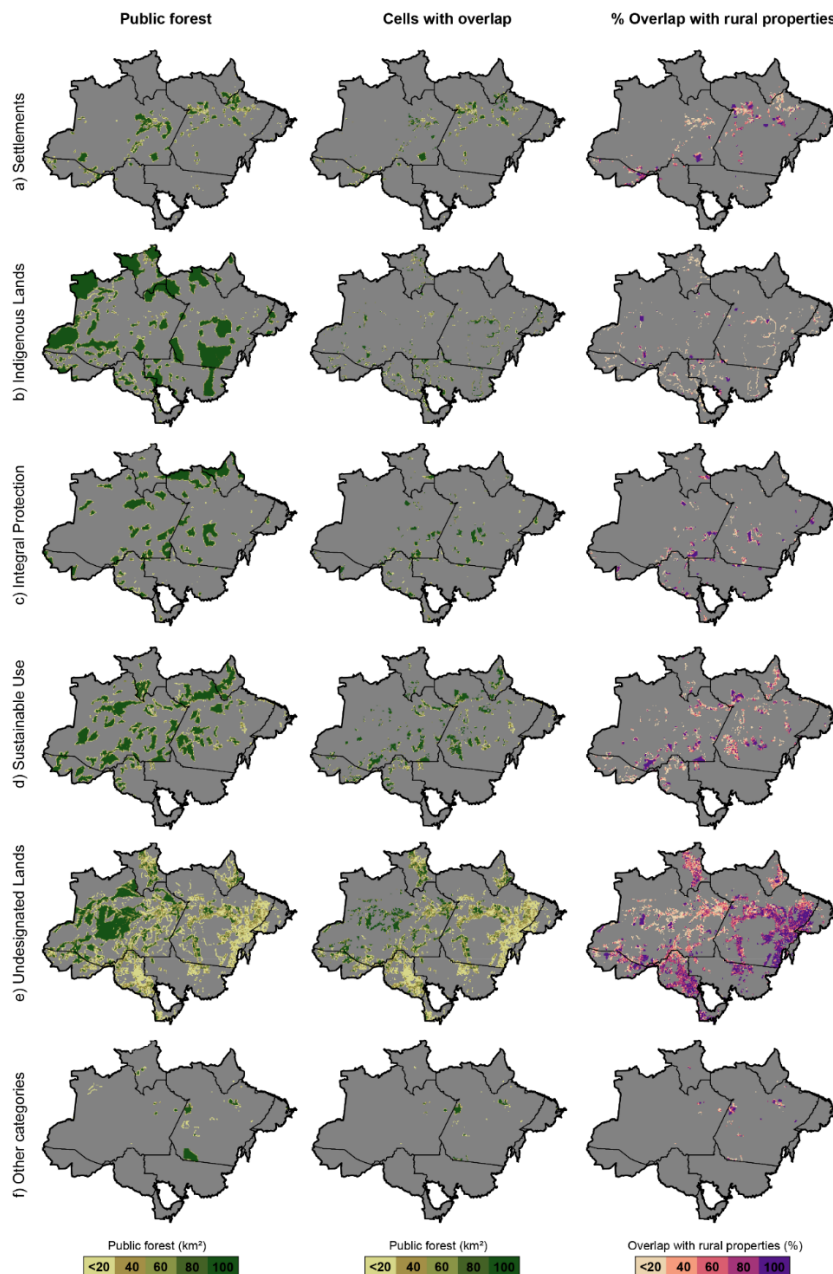 Public forest
Cells with overlap
% Overlap with rural properties
a) Settlements
b) Indigenous Lands
c) Integral Protection
d) Sustainable Use
e) Undesignated Lands
f) Other categories
Public forest (km²)
<20 40 60 80 100
Public forest (km²)
<20 40 60 80 100
Overlap with rural properties (%)
<20 40 60 80 100